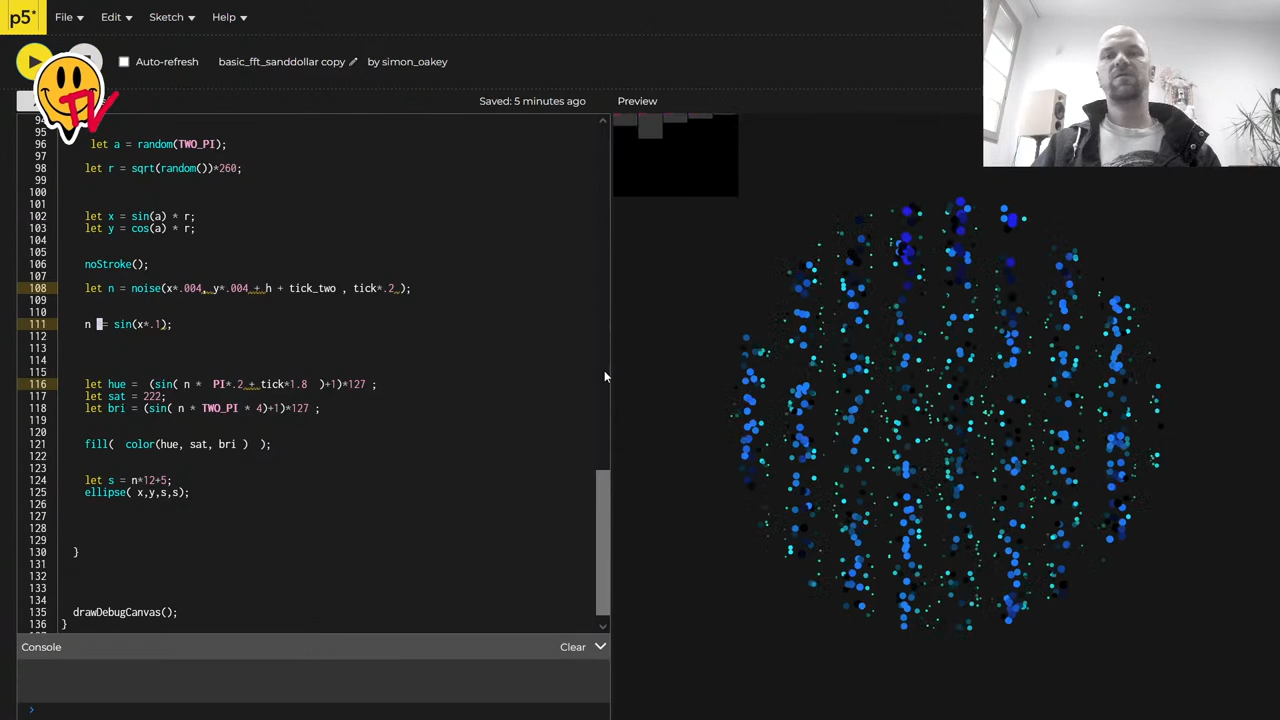 p5*
File
Edit
Sketch
Help
Auto-refresh
basic_fft_sanddollar copy
by simon_oakey
TV
Saved: 5 minutes ago
Preview
95
96 let a = random(TWO_PI);
97
98 let r = sqrt(random())*260;
99
100
101
102 let x = sin(a) * r;
103 let y = cos(a) * r;
104
105
106 noStroke();
107
108 let n = noise(x*.004, y*.004 + h + tick_two , tick*.2 );
109
110
111 n = sin(x*.1);
112
113
114
115
116 let hue = (sin( n * PI*.2 + tick*1.8 )+1)*127 ;
117 let sat = 222;
118 let bri = (sin( n * TWO_PI * 4)+1)*127 ;
119
120
121 fill( color(hue, sat, bri ) );
122
123
124 let s = n*12+5;
125 ellipse( x,y,s,s);
126
127
128
129
130 }
131
132
133
134
135 drawDebugCanvas();
136 }
Console
Clear
>